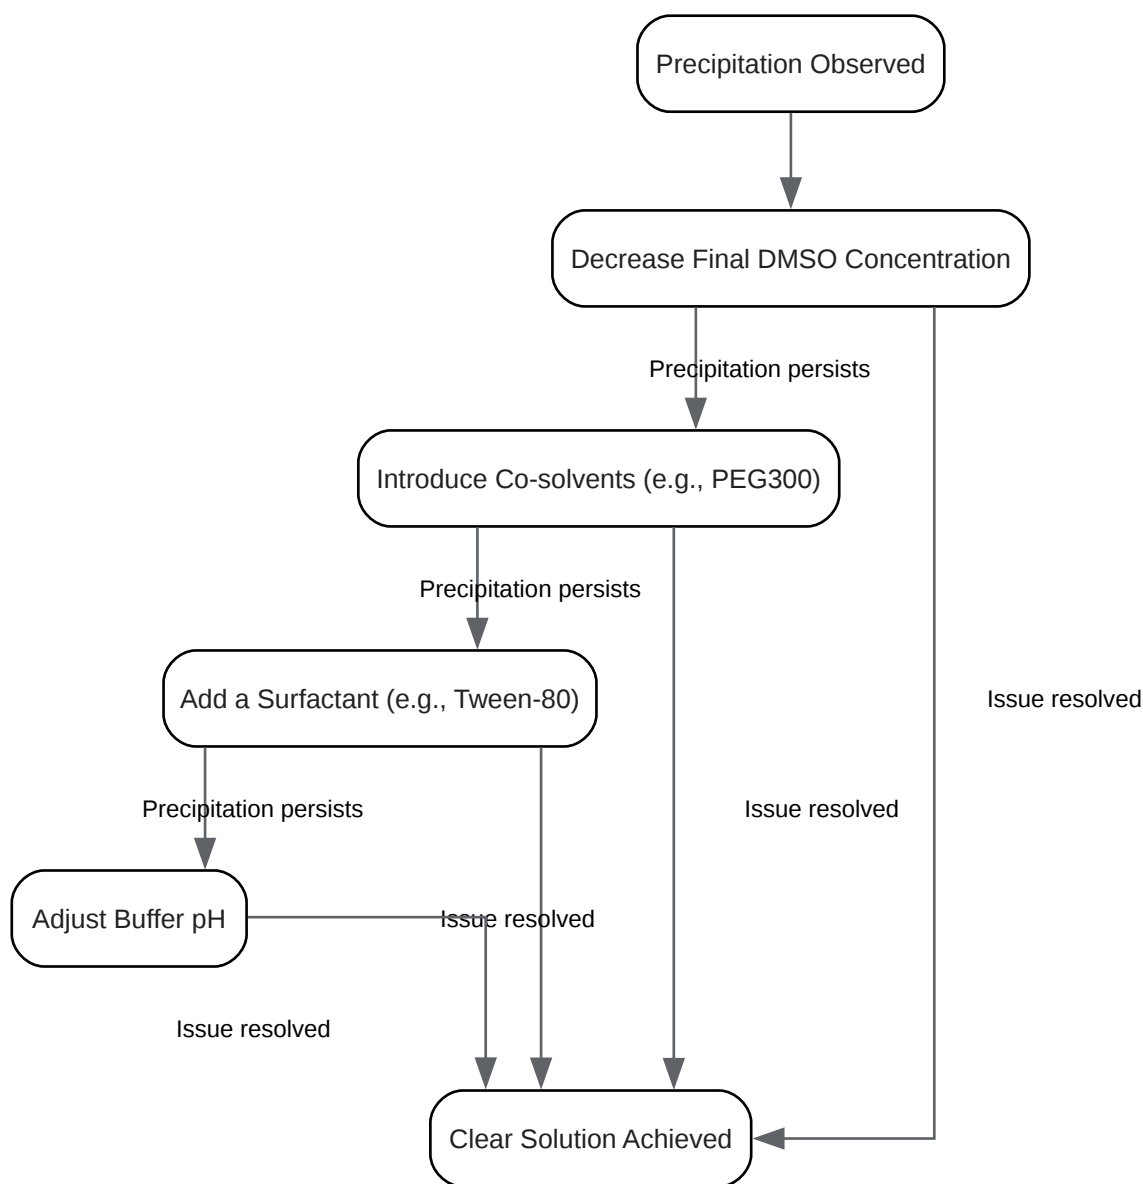 Precipitation Observed
Decrease Final DMSO Concentration
Precipitation persists
Introduce Co-solvents (e.g., PEG300)
Precipitation persists
Add a Surfactant (e.g., Tween-80)
Issue resolved
Precipitation persists
Issue resolved
Adjust Buffer pH
Issue resolved
Issue resolved
Clear Solution Achieved